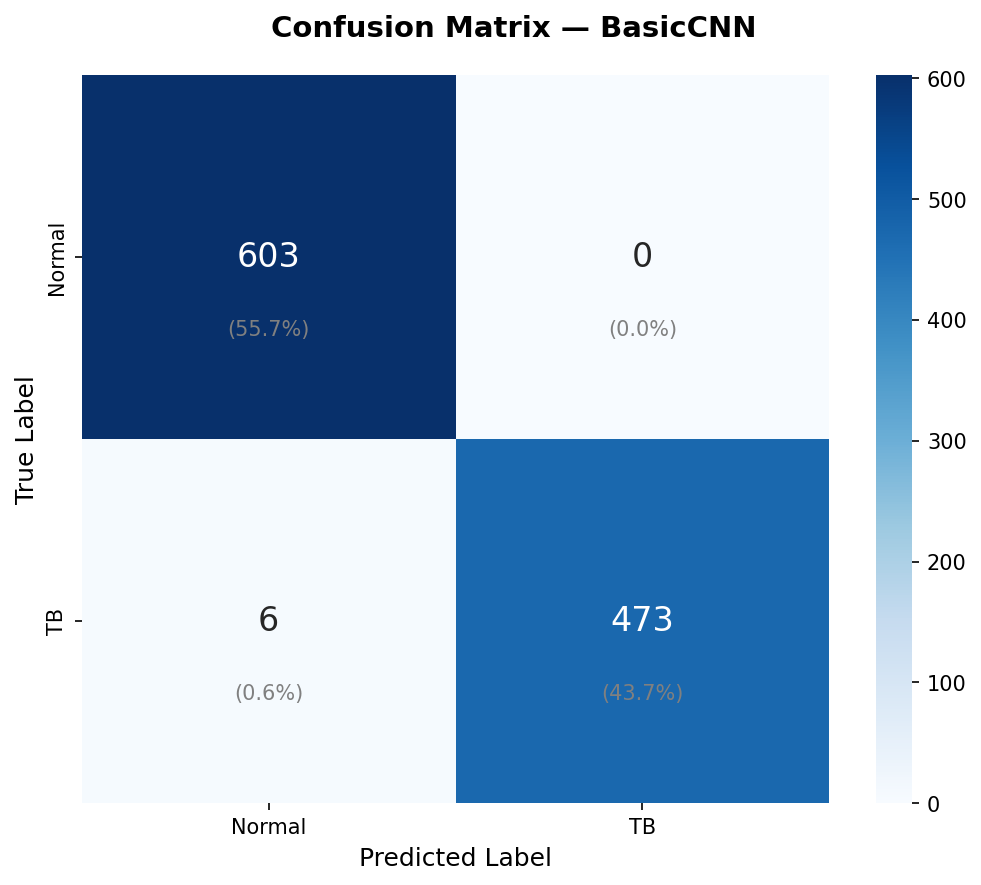 Confusion Matrix — BasicCNN
True Label
Normal
603
(55.7%)
0
(0.0%)
TB
6
(0.6%)
473
(43.7%)
Normal
TB
Predicted Label
600
500
400
300
200
100
0